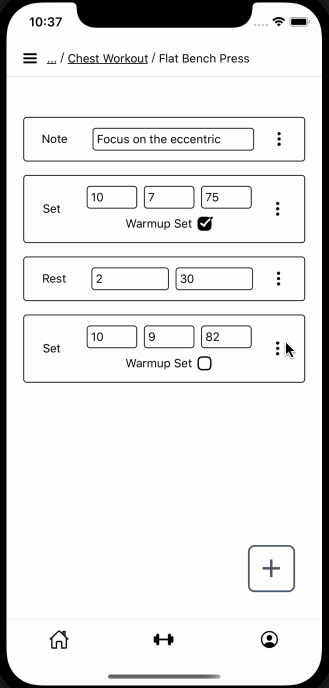 10:37
... / Chest Workout / Flat Bench Press
Note Focus on the eccentric
10 7 75
Set
Warmup Set
Rest 2 30
10 9 82
Set
Warmup Set